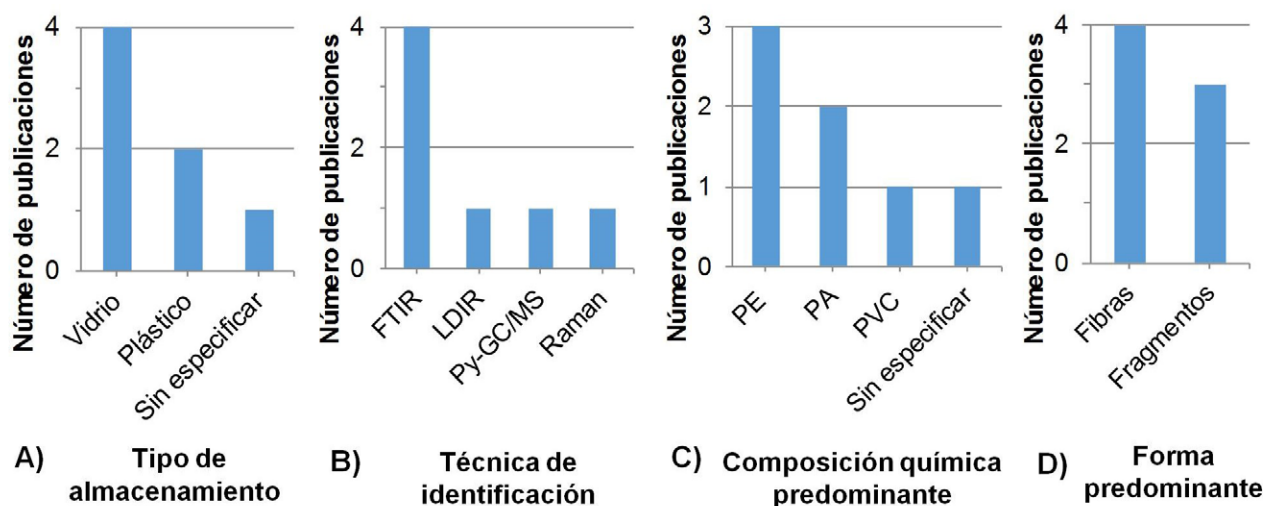 Número de publicaciones
4
2
0
Vidrio
Plástico
Sin especificar
A) Tipo de
almacenamiento
Número de publicaciones
4
2
0
FTIR
LDIR
Py-GC/MS
Raman
B) Técnica de
identificación
Número de publicaciones
3
2
1
0
PE
PA
PVC
Sin especificar
C) Composición química
predominante
Número de publicaciones
4
2
0
Fibras
Fragmentos
D) Forma
predominante